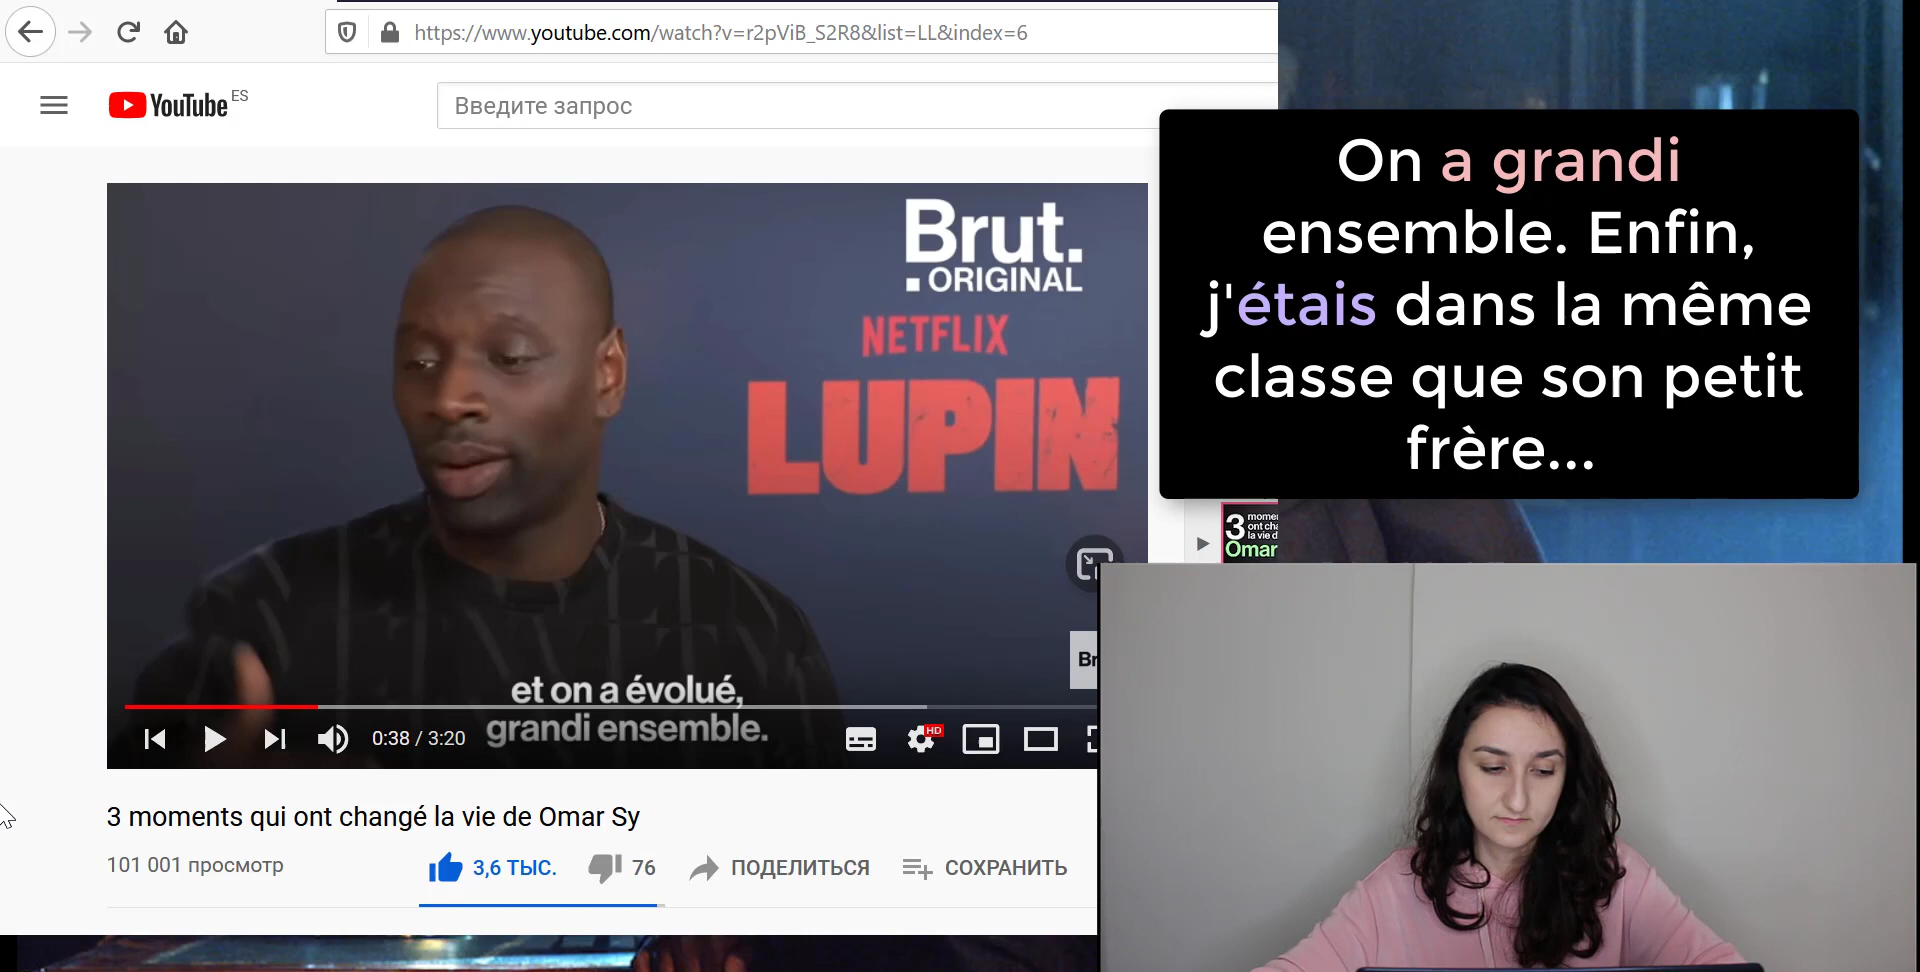 https://www.youtube.com/watch?v=r2pViB_S2R8&list=LL&index=6
YouTube ES
Введите запрос
Brut.
ORIGINAL
NETFLIX
LUPIN
et on a évolué,
grandi ensemble.
0:38 / 3:20
HD
3 moments qui ont changé la vie de Omar Sy
101 001 просмотр
3,6 ТЫС.
76
ПОДЕЛИТЬСЯ
СОХРАНИТЬ
On a grandi
ensemble. Enfin,
j'étais dans la même
classe que son petit
frère...
3
ont
la vie d
Omar